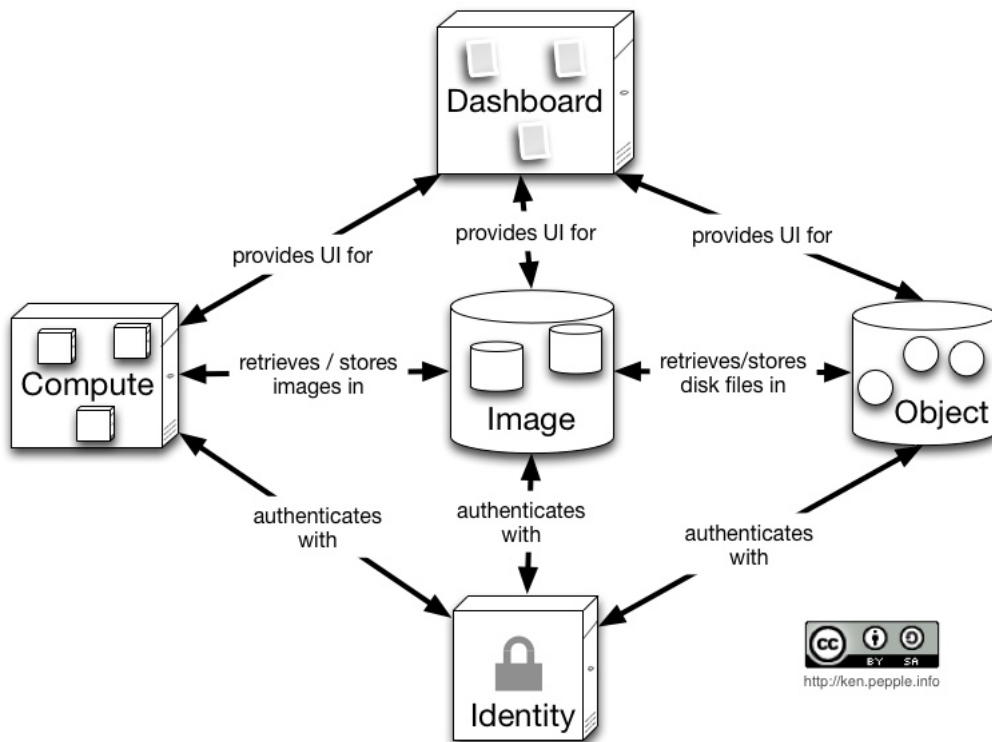 Dashboard
provides UI for
provides UI for
provides UI for
Compute
retrieves / stores
images in
Image
retrieves/stores
disk files in
Object
authenticates
with
authenticates
with
authenticates
with
Identity
cc
BY SA
http://ken.pepple.info